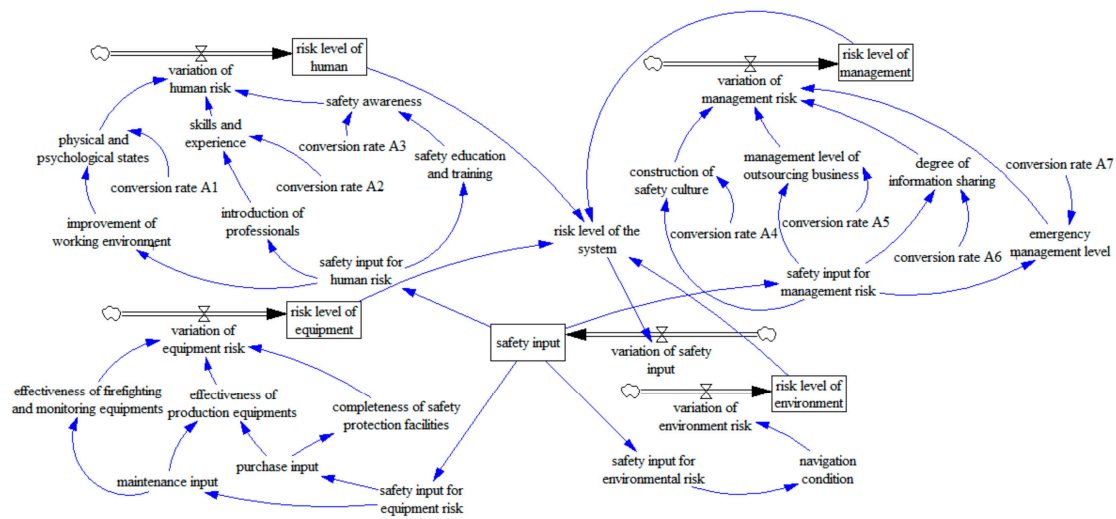 risk level of
human
variation of
human risk
safety awareness
skills and
experience
physical and
psychological states
conversion rate A3
safety education
and training
conversion rate A1
conversion rate A2
improvement of
working environment
introduction of
professionals
safety input for
human risk
risk level of the
system
risk level of
management
variation of
management risk
construction of
safety culture
management level of
outsourcing business
degree of
information sharing
conversion rate A7
conversion rate A4
conversion rate A5
conversion rate A6
emergency
management level
safety input for
management risk
risk level of
equipment
variation of
equipment risk
safety input
variation of safety
input
effectiveness of firefighting
and monitoring equipments
effectiveness of
production equipments
completeness of safety
protection facilities
maintenance input
purchase input
safety input for
equipment risk
risk level of
environment
variation of
environment risk
safety input for
environmental risk
navigation
condition